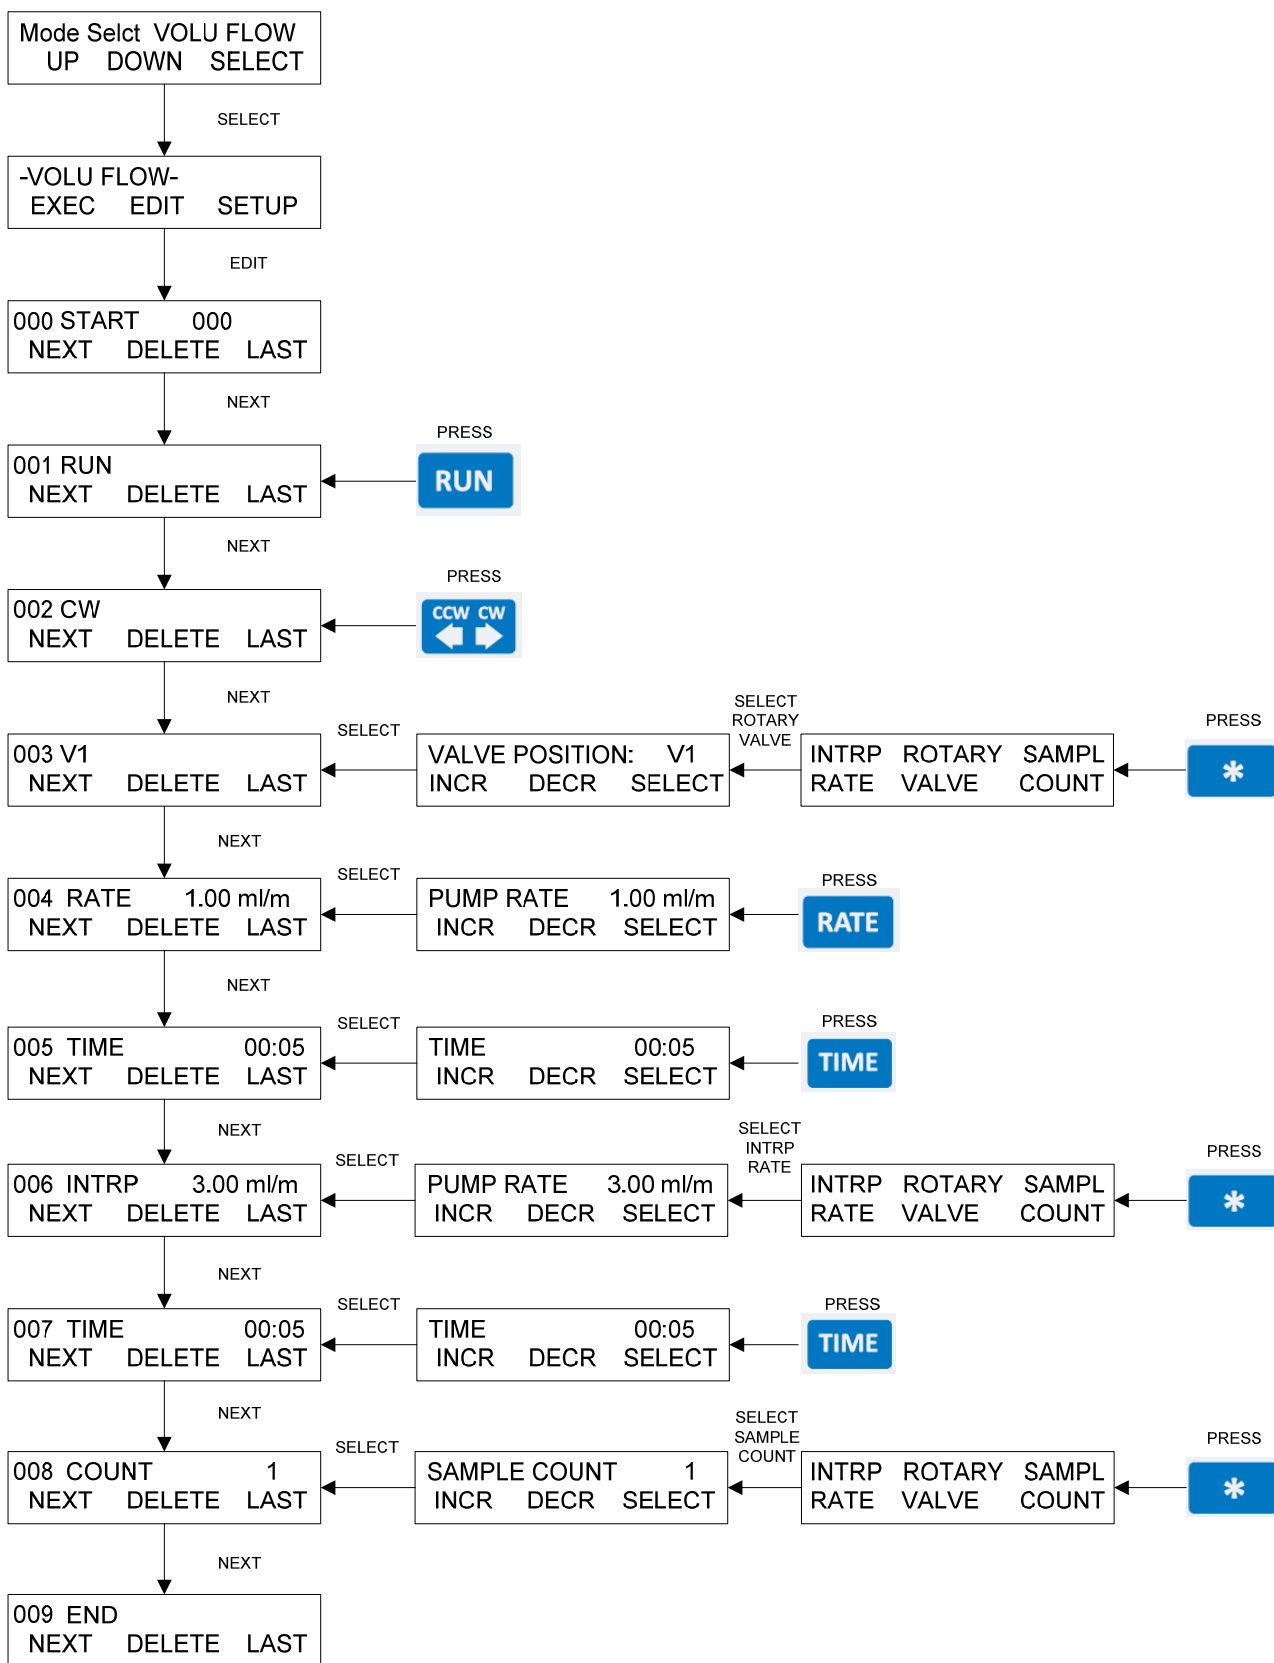 Mode Selct VOLU FLOW
UP DOWN SELECT
SELECT
-VOLU FLOW-
EXEC EDIT SETUP
EDIT
000 START 000
NEXT DELETE LAST
NEXT
PRESS
001 RUN
NEXT DELETE LAST
RUN
NEXT
PRESS
002 CW
NEXT DELETE LAST
CCW CW
NEXT
003 V1
NEXT DELETE LAST
SELECT
VALVE POSITION: V1
INCR DECR SELECT
SELECT
ROTARY
VALVE
INTRP ROTARY SAMPL
RATE VALVE COUNT
PRESS
*
NEXT
004 RATE 1.00 ml/m
NEXT DELETE LAST
SELECT
PUMP RATE 1.00 ml/m
INCR DECR SELECT
PRESS
RATE
NEXT
005 TIME 00:05
NEXT DELETE LAST
SELECT
TIME 00:05
INCR DECR SELECT
PRESS
TIME
NEXT
006 INTRP 3.00 ml/m
NEXT DELETE LAST
SELECT
PUMP RATE 3.00 ml/m
INCR DECR SELECT
SELECT
INTRP
RATE
INTRP ROTARY SAMPL
RATE VALVE COUNT
PRESS
*
NEXT
007 TIME 00:05
NEXT DELETE LAST
SELECT
TIME 00:05
INCR DECR SELECT
PRESS
TIME
NEXT
008 COUNT 1
NEXT DELETE LAST
SELECT
SAMPLE COUNT 1
INCR DECR SELECT
SELECT
SAMPLE
COUNT
INTRP ROTARY SAMPL
RATE VALVE COUNT
PRESS
*
NEXT
009 END
NEXT DELETE LAST